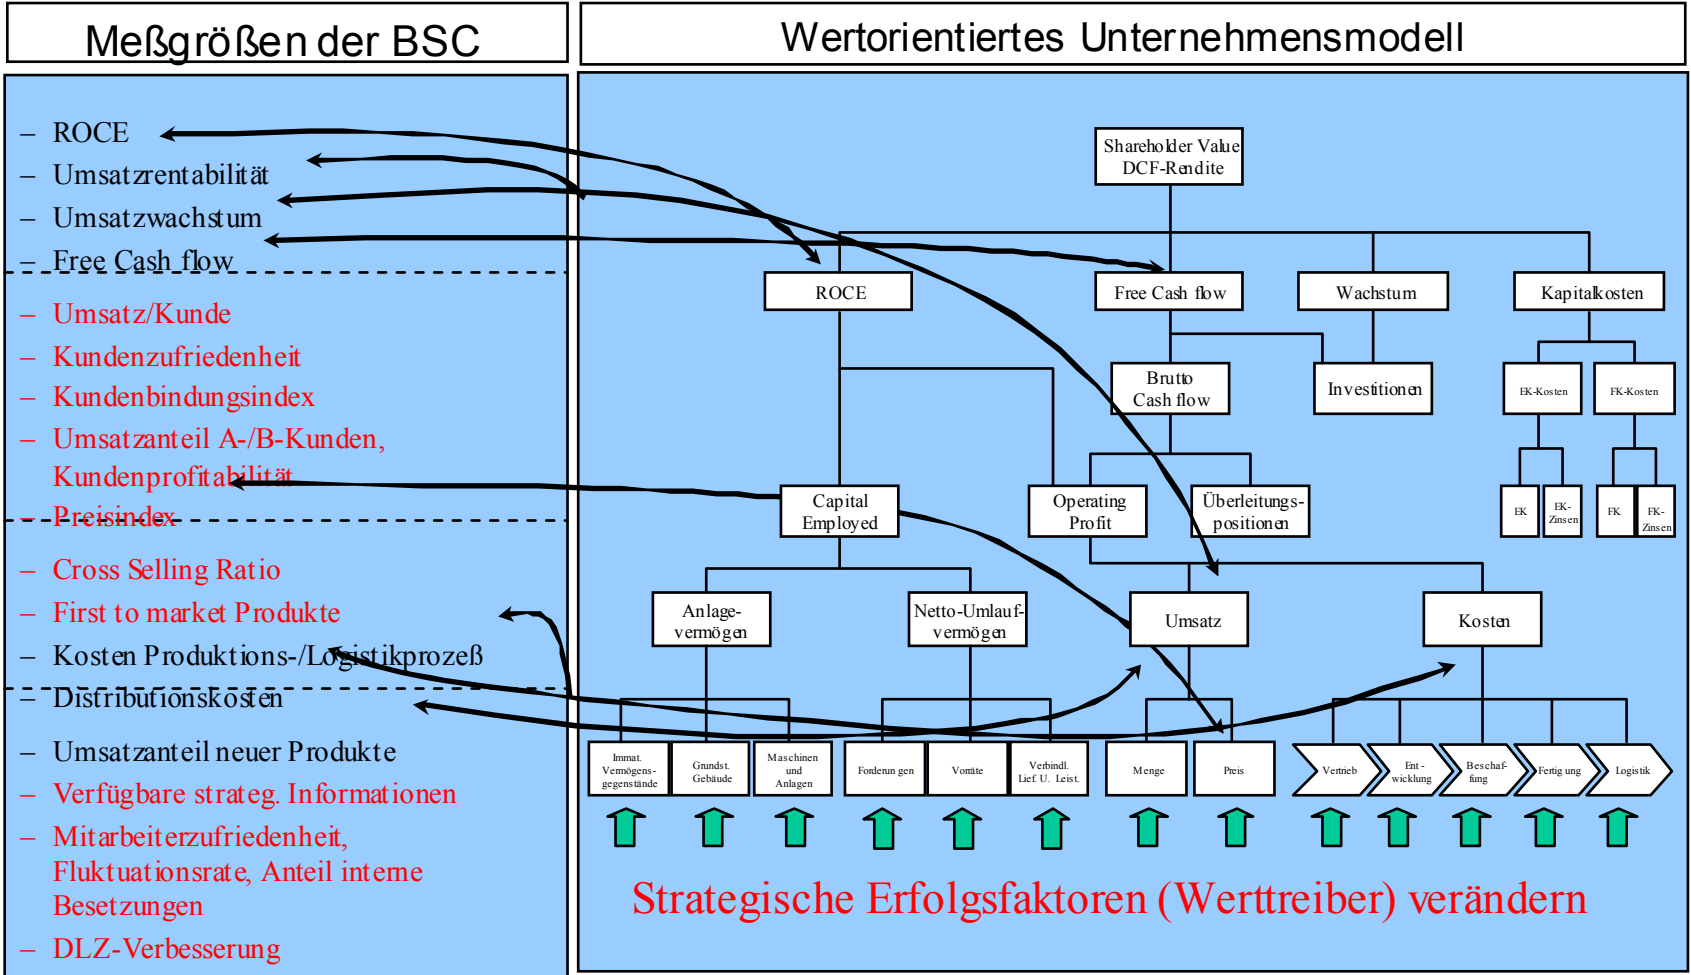 Meßgrößen der BSC
– ROCE
– Umsatzrentabilität
– Umsatzwachstum
– Free Cash flow
– Umsatz/Kunde
– Kundenzufriedenheit
– Kundenbindungsindex
– Umsatzanteil A-/B-Kunden,
Kundenprofitabilität
– Preisindex
– Cross Selling Ratio
– First to market Produkte
– Kosten Produktions-/Logistikprozeß
– Distributionskosten
– Umsatzanteil neuer Produkte
– Verfügbare strateg. Informationen
– Mitarbeiterzufriedenheit,
Fluktuationsrate, Anteil interne
Besetzungen
– DLZ-Verbesserung
Wertorientiertes Unternehmensmodell
Shareholder Value
DCF-Rendite
ROCE
Free Cash flow
Wachstum
Kapitalkosten
Brutto
Cash flow
Investitionen
EK-Kosten
FK-Kosten
Capital
Employed
Operating
Profit
Überleitungs-
positionen
EK
EK-
Zinsen
FK
FK-
Zinsen
Anlage-
vermögen
Netto-Umlauf-
vermögen
Umsatz
Kosten
Immat.
Vermögens-
gegenstände
Grundst.
Gebäude
Maschinen
und
Anlagen
Forderungen
Vorräte
Verbindl.
Lief. U. Leist.
Menge
Preis
Vertrieb
Ent-
wicklung
Beschaf-
fung
Fertigung
Logistik
Strategische Erfolgsfaktoren (Werttreiber) verändern